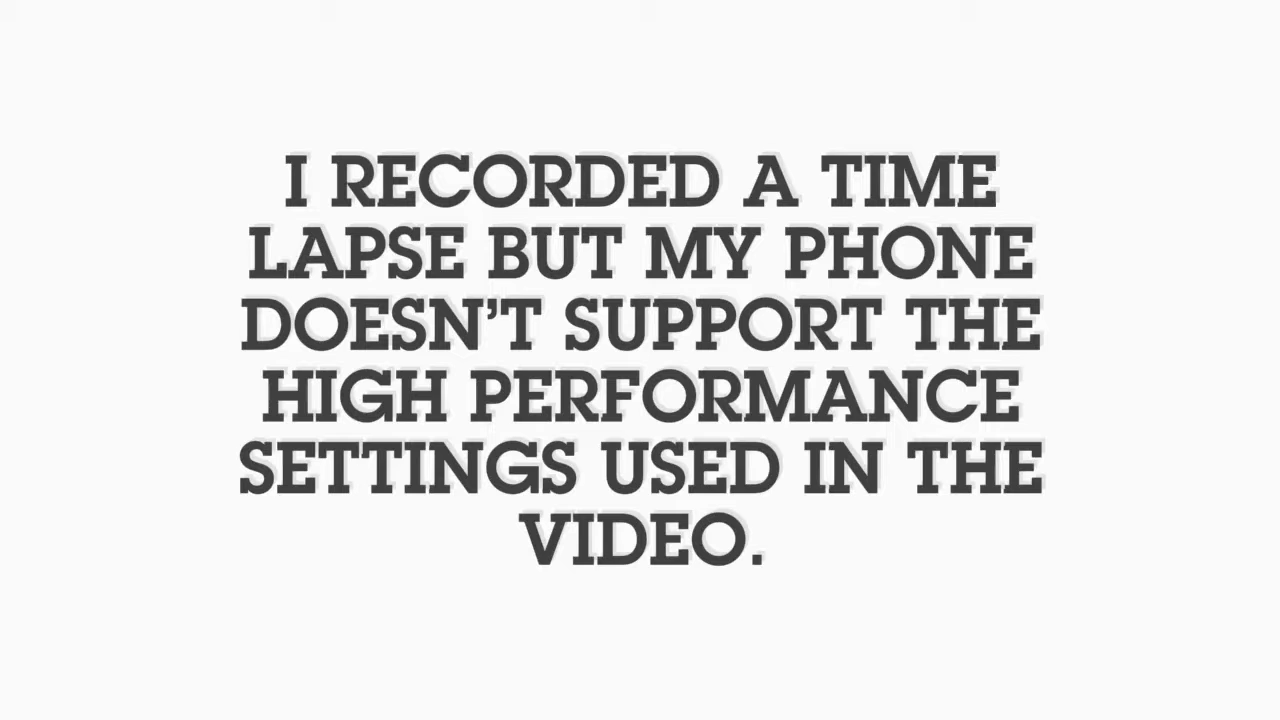 I RECORDED A TIME
LAPSE BUT MY PHONE
DOESN'T SUPPORT THE
HIGH PERFORMANCE
SETTINGS USED IN THE
VIDEO.